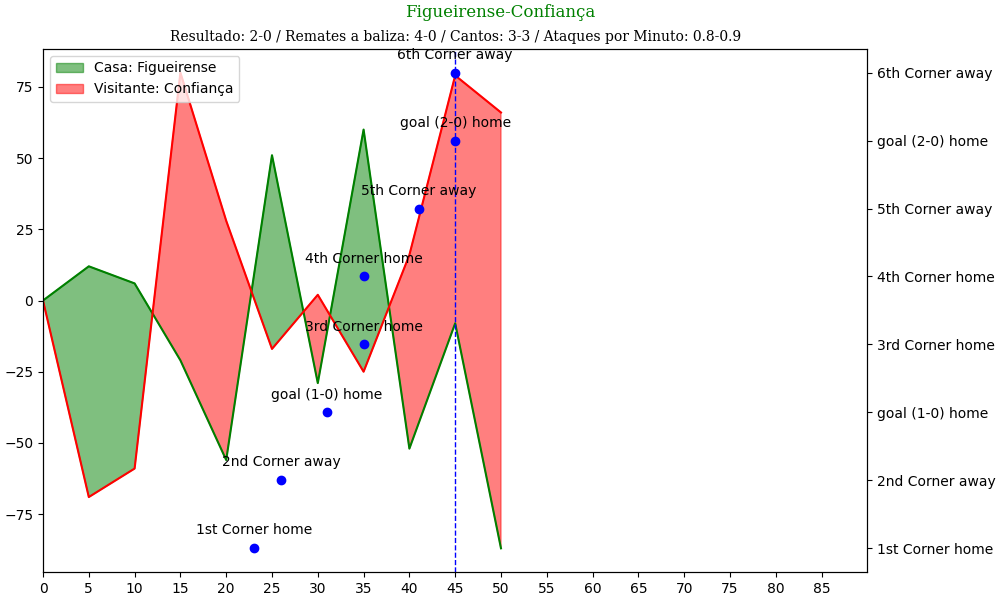 Figueirense-Confiança
Resultado: 2-0 / Remates a baliza: 4-0 / Cantos: 3-3 / Ataques por Minuto: 0.8-0.9
Casa: Figueirense
Visitante: Confiança
75
50
25
0
−25
−50
−75
6th Corner away
goal (2-0) home
5th Corner away
4th Corner home
3rd Corner home
goal (1-0) home
2nd Corner away
1st Corner home
6th Corner away
goal (2-0) home
5th Corner away
4th Corner home
3rd Corner home
goal (1-0) home
2nd Corner away
1st Corner home
0 5 10 15 20 25 30 35 40 45 50 55 60 65 70 75 80 85